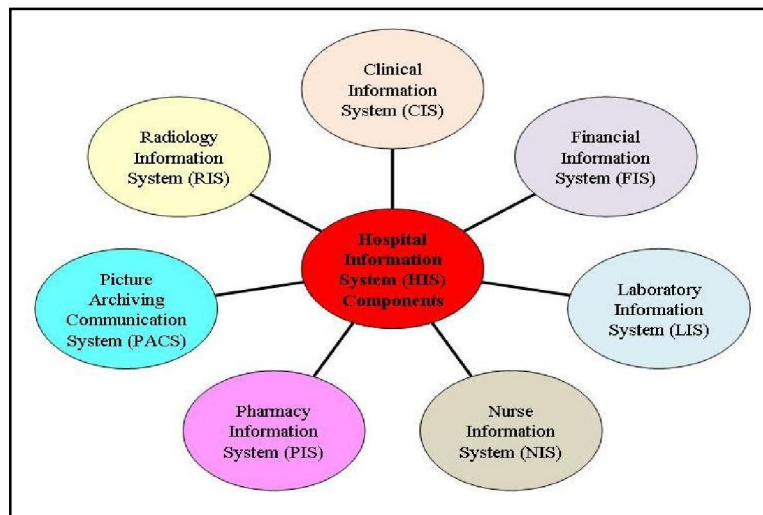 Clinical
Information
System (CIS)
Radiology
Information
System (RIS)
Financial
Information
System (FIS)
Hospital
Information
System (HIS)
Components
Picture
Archiving
Communication
System (PACS)
Laboratory
Information
System (LIS)
Pharmacy
Information
System (PIS)
Nurse
Information
System (NIS)